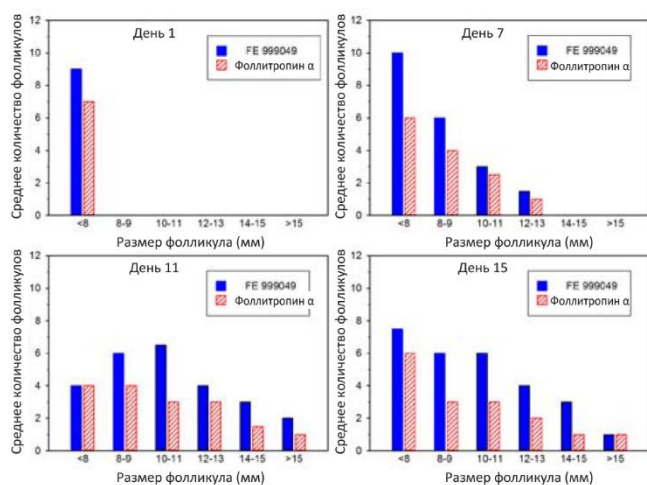 День 1
FE 999049
Фоллитропин α
Среднее количество фолликулов
12
10
8
6
4
2
0
<8 8-9 10-11 12-13 14-15 >15
Размер фолликула (мм)
День 7
FE 999049
Фоллитропин α
Среднее количество фолликулов
12
10
8
6
4
2
0
<8 8-9 10-11 12-13 14-15 >15
Размер фолликула (мм)
День 11
FE 999049
Фоллитропин α
Среднее количество фолликулов
12
10
8
6
4
2
0
<8 8-9 10-11 12-13 14-15 >15
Размер фолликула (мм)
День 15
FE 999049
Фоллитропин α
Среднее количество фолликулов
12
10
8
6
4
2
0
<8 8-9 10-11 12-13 14-15 >15
Размер фолликула (мм)